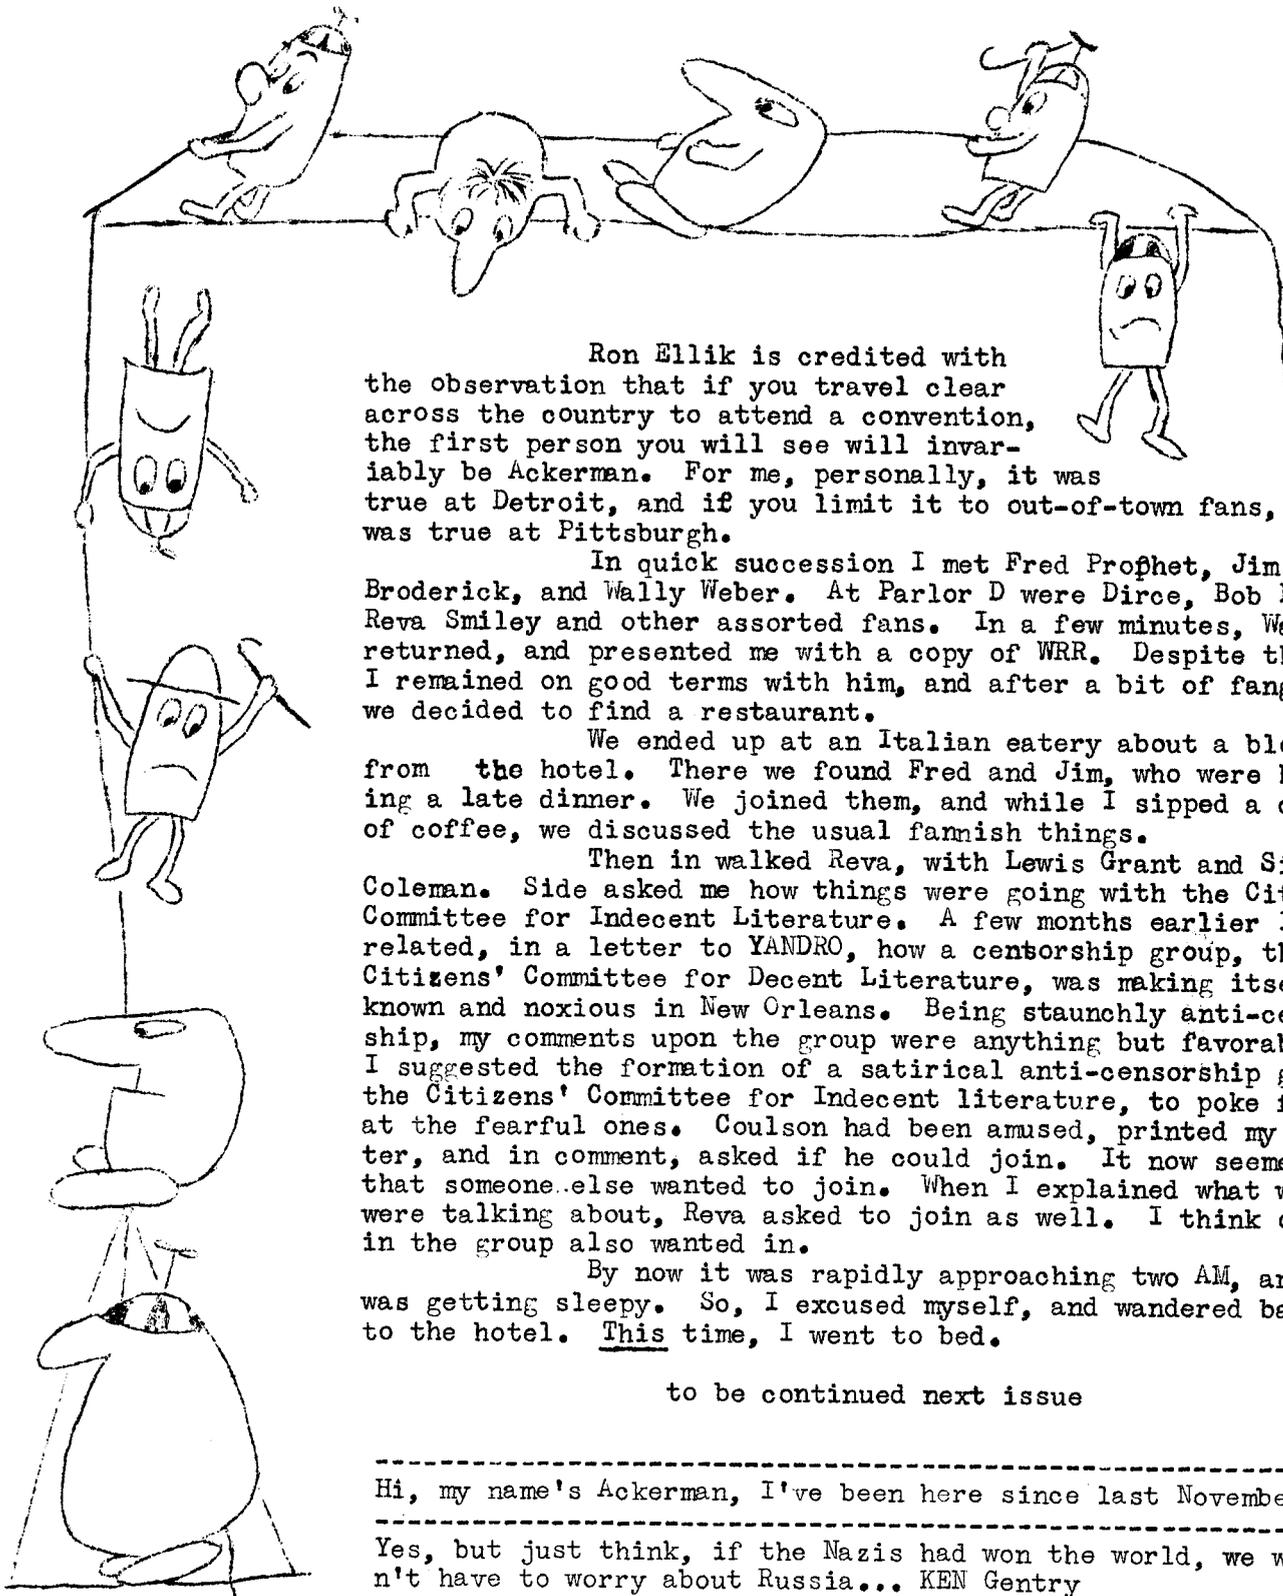 Ron Ellik is credited with
the observation that if you travel clear
across the country to attend a convention,
the first person you will see will invar-
iably be Ackerman. For me, personally, it was
true at Detroit, and if you limit it to out-of-town fans,
was true at Pittsburgh.
In quick succession I met Fred Prophet, Jim
Broderick, and Wally Weber. At Parlor D were Dirce, Bob
Reva Smiley and other assorted fans. In a few minutes, We
returned, and presented me with a copy of WRR. Despite th
I remained on good terms with him, and after a bit of fang
we decided to find a restaurant.
We ended up at an Italian eatery about a blo
from the hotel. There we found Fred and Jim, who were
ing a late dinner. We joined them, and while I sipped a c
of coffee, we discussed the usual fannish things.
Then in walked Reva, with Lewis Grant and Si
Coleman. Side asked me how things were going with the Cit
Committee for Indecent Literature. A few months earlier I
related, in a letter to YANDRO, how a censorship group, th
Citizens' Committee for Decent Literature, was making itse
known and noxious in New Orleans. Being staunchly anti-ce
ship, my comments upon the group were anything but favorab
I suggested the formation of a satirical anti-censorship g
the Citizens' Committee for Indecent literature, to poke f
at the fearful ones. Coulson had been amused, printed my
ter, and in comment, asked if he could join. It now seeme
that someone..else wanted to join. When I explained what w
were talking about, Reva asked to join as well. I think o
in the group also wanted in.
By now it was rapidly approaching two AM, an
was getting sleepy. So, I excused myself, and wandered ba
to the hotel. This time, I went to bed.
to be continued next issue
Hi, my name's Ackerman, I've been here since last Novembe
Yes, but just think, if the Nazis had won the world, we w
n't have to worry about Russia... KEN Gentry